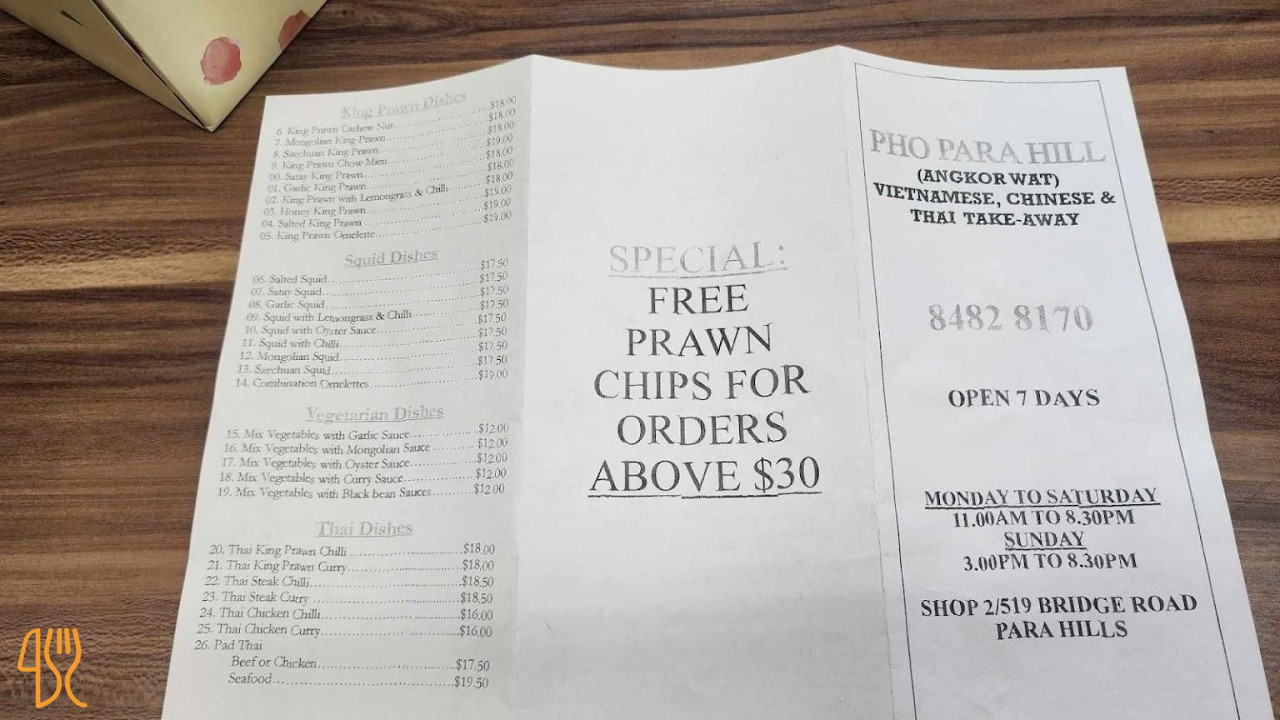 King Prawn Dishes
6. King Prawn Cashew Nut $18.00
7. Mongolian King Prawn $18.00
8. Szechuan King Prawn $18.00
9. King Prawn Chow Mien $19.00
00. Satay King Prawn $18.00
01. Garlic King Prawn $18.00
02. King Prawn with Lemongrass & Chilli $18.00
03. Honey King Prawn $19.00
04. Salted King Prawn $19.00
05. King Prawn Omelette $19.00
Squid Dishes
06. Salted Squid $17.50
07. Satay Squid $17.50
08. Garlic Squid $17.50
09. Squid with Lemongrass & Chilli $17.50
10. Squid with Oyster Sauce $17.50
11. Squid with Chilli $17.50
12. Mongolian Squid $17.50
13. Szechuan Squid $17.50
14. Combination Omelettes $19.00
Vegetarian Dishes
15. Mix Vegetables with Garlic Sauce $12.00
16. Mix Vegetables with Mongolian Sauce $12.00
17. Mix Vegetables with Oyster Sauce $12.00
18. Mix Vegetables with Curry Sauce $12.00
19. Mix Vegetables with Black bean Sauces $12.00
Thai Dishes
20. Thai King Prawn Chilli $18.00
21. Thai King Prawn Curry $18.00
22. Thai Steak Chilli $18.50
23. Thai Steak Curry $18.50
24. Thai Chicken Chilli $16.00
25. Thai Chicken Curry $16.00
26. Pad Thai
Beef or Chicken $17.50
Seafood $19.50
SPECIAL:
FREE
PRAWN
CHIPS FOR
ORDERS
ABOVE $30
PHO PARA HILL
(ANGKOR WAT)
VIETNAMESE, CHINESE &
THAI TAKE-AWAY
8482 8170
OPEN 7 DAYS
MONDAY TO SATURDAY
11.00AM TO 8.30PM
SUNDAY
3.00PM TO 8.30PM
SHOP 2/519 BRIDGE ROAD
PARA HILLS